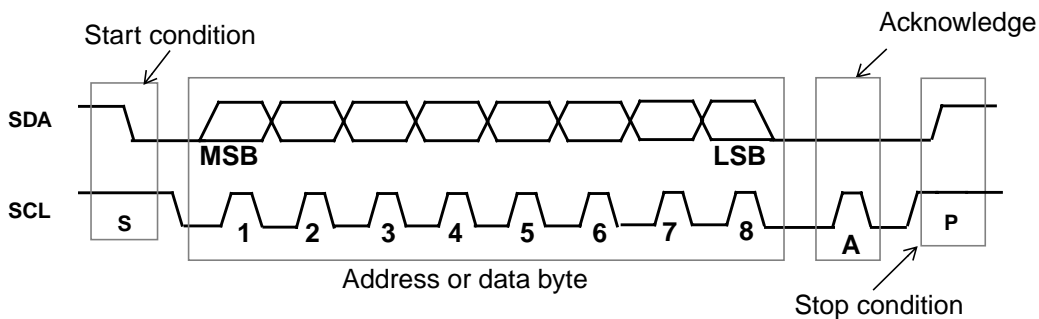 Start condition
Acknowledge
SDA
MSB LSB
SCL
S 1 2 3 4 5 6 7 8 A P
Address or data byte
Stop condition